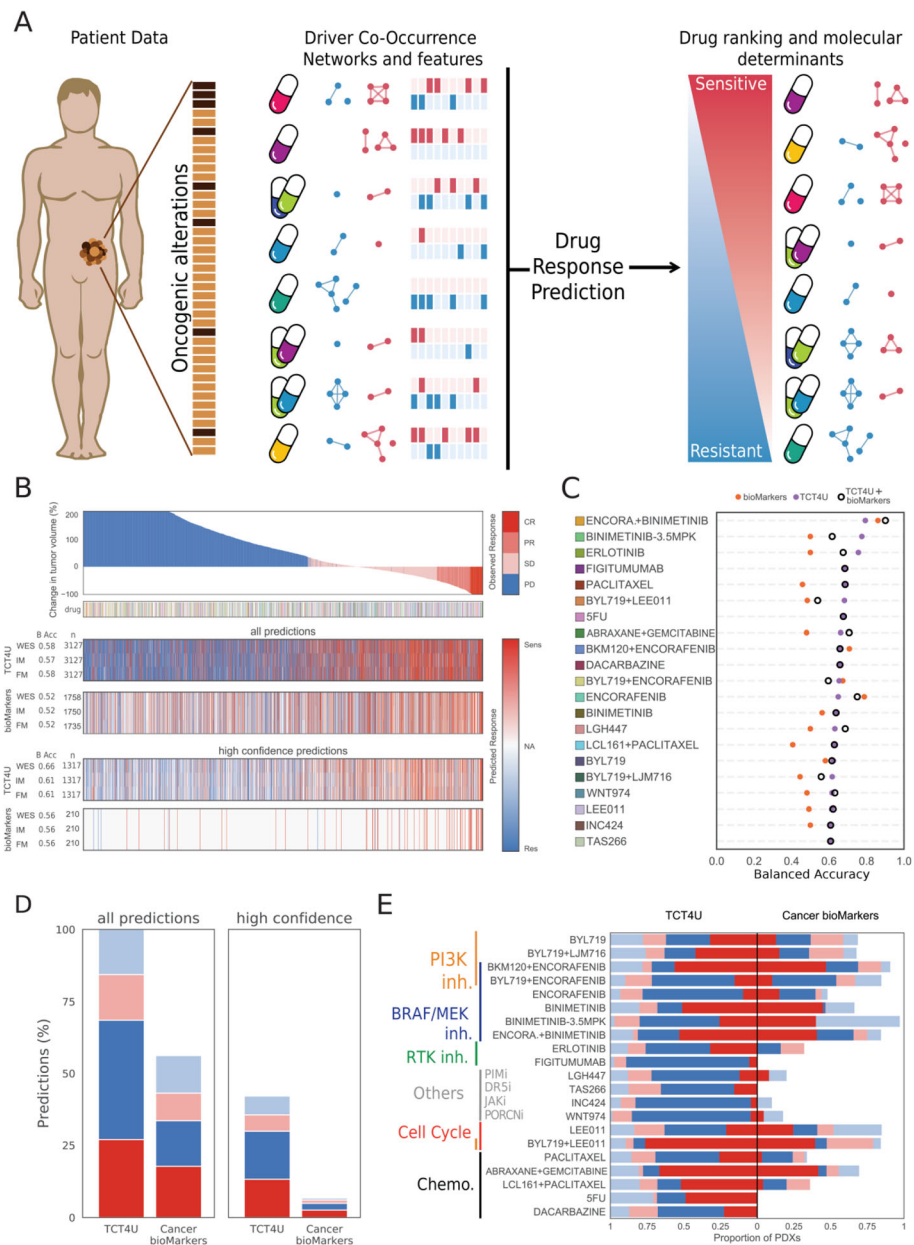 A
Patient Data
Driver Co-Occurrence
Networks and features
Drug ranking and molecular
determinants
Oncogenic alterations
Drug
Response
Prediction
Sensitive
Resistant
B
Change in tumor volume (%)
200
100
0
−100
Observed Response
CR
PR
SD
PD
drug
all predictions
B Acc n
TCT4U
WES 0.58 3127
IM 0.57 3127
FM 0.58 3127
bioMarkers
WES 0.52 1758
IM 0.52 1750
FM 0.52 1735
high confidence predictions
B Acc n
TCT4U
WES 0.66 1317
IM 0.61 1317
FM 0.61 1317
bioMarkers
WES 0.56 210
IM 0.56 210
FM 0.56 210
Predicted Response
Sens
NA
Res
C
bioMarkers
TCT4U
TCT4U +
bioMarkers
ENCORA.+BINIMETINIB
BINIMETINIB-3.5MPK
ERLOTINIB
FIGITUMUMAB
PACLITAXEL
BYL719+LEE011
5FU
ABRAXANE+GEMCITABINE
BKM120+ENCORAFENIB
DACARBAZINE
BYL719+ENCORAFENIB
ENCORAFENIB
BINIMETINIB
LGH447
LCL161+PACLITAXEL
BYL719
BYL719+LJM716
WNT974
LEE011
INC424
TAS266
0.0 0.2 0.4 0.6 0.8 1.0
Balanced Accuracy
D
all predictions
high confidence
Predictions (%)
100
75
50
25
0
TCT4U
Cancer
bioMarkers
TCT4U
Cancer
bioMarkers
E
TCT4U
Cancer bioMarkers
PI3K
inh.
BRAF/MEK
inh.
RTK inh.
Others
PIMi
DR5i
JAKi
PORCNi
Cell Cycle
Chemo.
BYL719
BYL719+LJM716
BKM120+ENCORAFENIB
BYL719+ENCORAFENIB
ENCORAFENIB
BINIMETINIB
BINIMETINIB-3.5MPK
ENCORA.+BINIMETINIB
ERLOTINIB
FIGITUMUMAB
LGH447
TAS266
INC424
WNT974
LEE011
BYL719+LEE011
PACLITAXEL
ABRAXANE+GEMCITABINE
LCL161+PACLITAXEL
5FU
DACARBAZINE
1 0.75 0.5 0.25 0 0.25 0.5 0.75 1
Proportion of PDXs